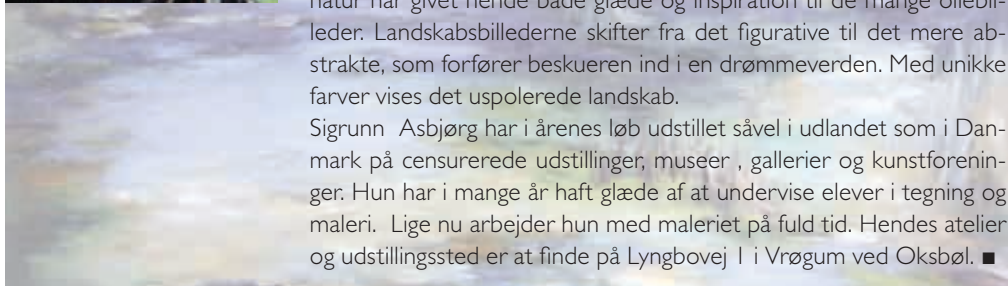 natur har givet hende både glæde og inspiration til de mange oliebil-
leder. Landskabsbillederne skifter fra det figurative til det mere ab-
strakte, som forfører beskueren ind i en drømmeverden. Med unikke
farver vises det uspolerede landskab.
Sigrunn Asbjørg har i årenes løb udstillet såvel i udlandet som i Dan-
mark på censurerede udstillinger, museer , gallerier og kunstforenin-
ger. Hun har i mange år haft glæde af at undervise elever i tegning og
maleri. Lige nu arbejder hun med maleriet på fuld tid. Hendes atelier
og udstillingssted er at finde på Lyngbovej 1 i Vrøgum ved Oksbøl. ■